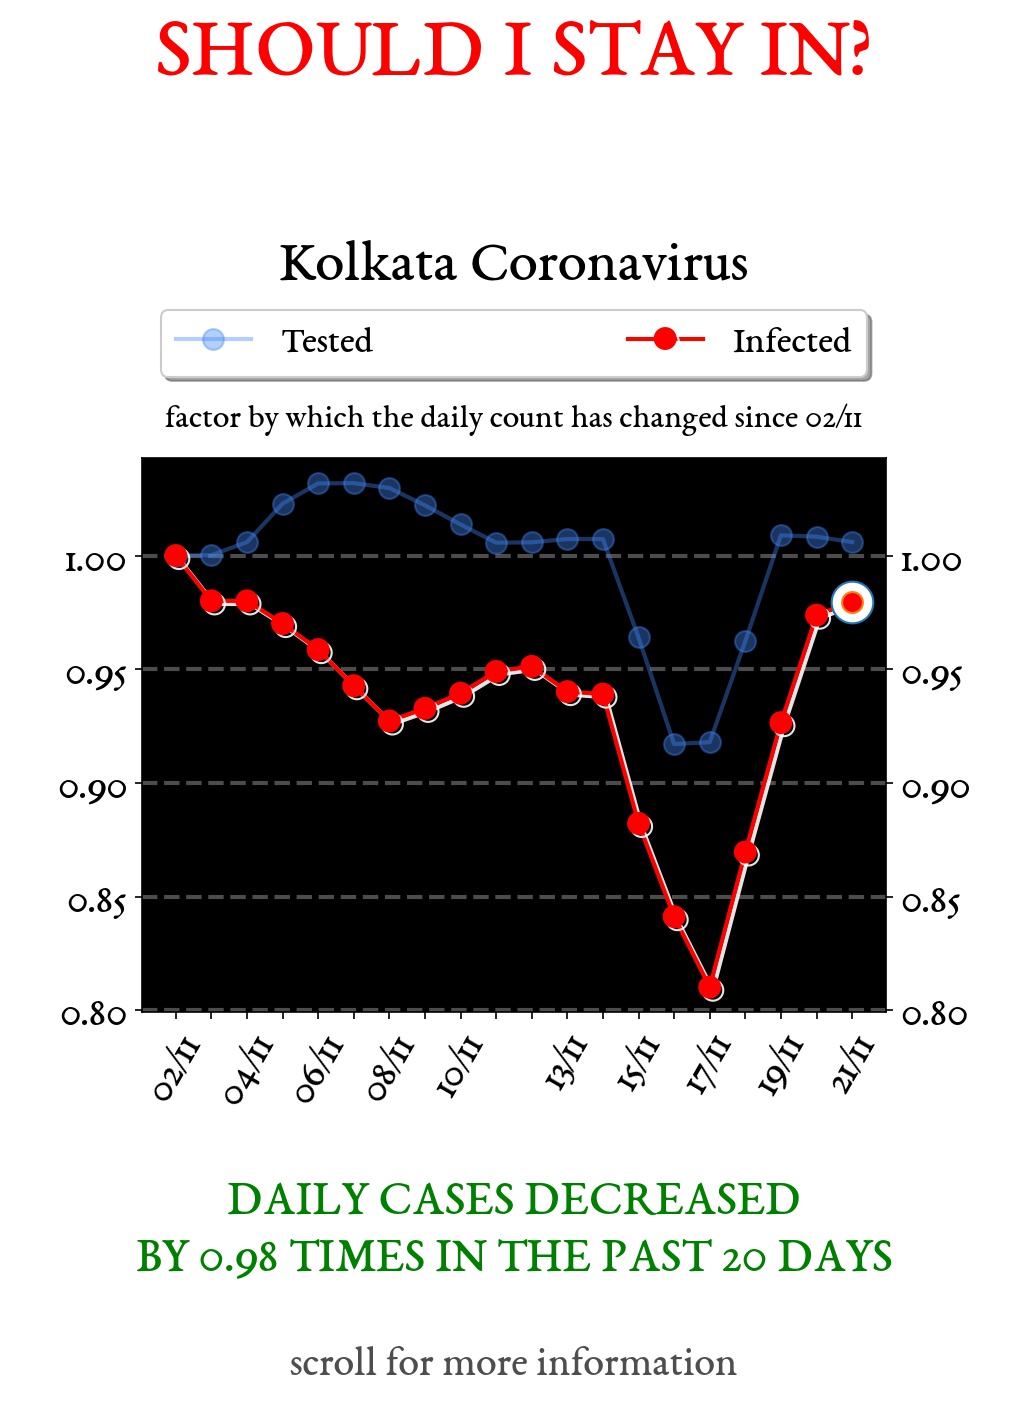 SHOULD I STAY IN?
Kolkata Coronavirus
Tested Infected
factor by which the daily count has changed since 02/11
1.00 1.00
0.95 0.95
0.90 0.90
0.85 0.85
0.80 0.80
02/11 04/11 06/11 08/11 10/11 13/11 15/11 17/11 19/11 21/11
DAILY CASES DECREASED
BY 0.98 TIMES IN THE PAST 20 DAYS
scroll for more information